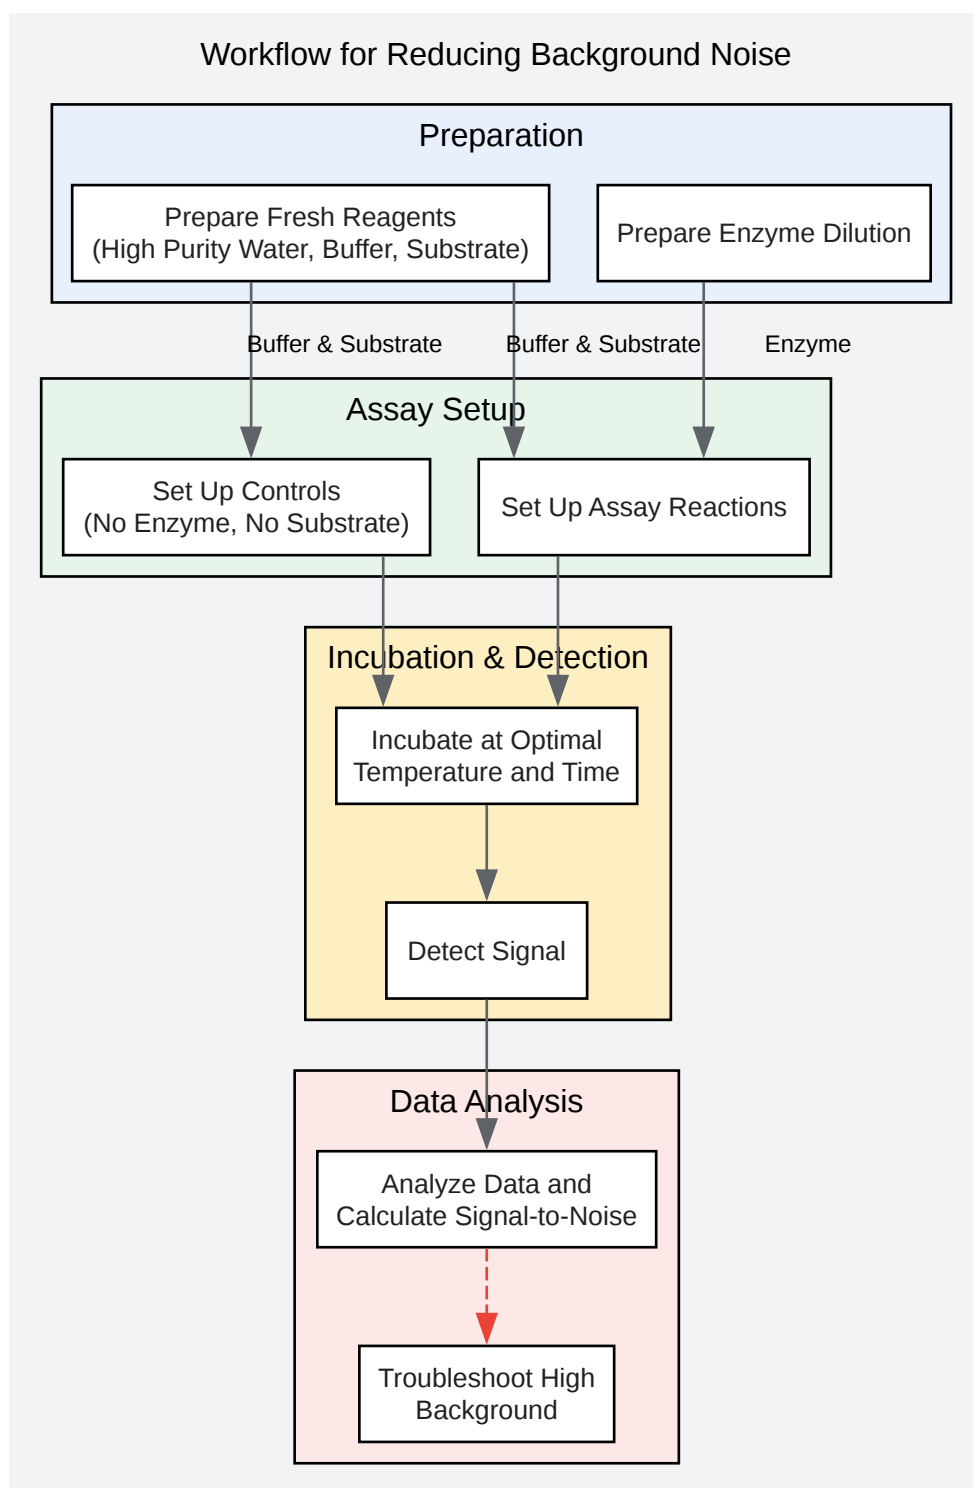 Workflow for Reducing Background Noise
Preparation
Prepare Fresh Reagents
(High Purity Water, Buffer, Substrate)
Prepare Enzyme Dilution
Buffer & Substrate
Buffer & Substrate
Enzyme
Assay Setup
Set Up Controls
(No Enzyme, No Substrate)
Set Up Assay Reactions
Incubation & Detection
Incubate at Optimal
Temperature and Time
Detect Signal
Data Analysis
Analyze Data and
Calculate Signal-to-Noise
Troubleshoot High
Background